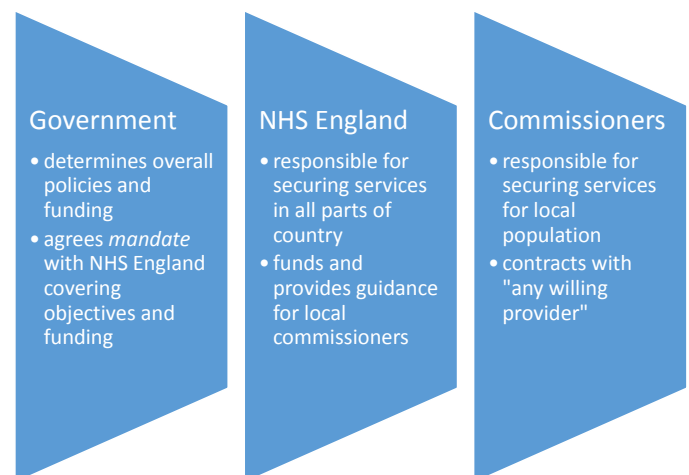 Government
• determines overall
policies and
funding
• agrees mandate
with NHS England
covering
objectives and
funding
NHS England
• responsible for
securing services
in all parts of
country
• funds and
provides guidance
for local
commissioners
Commissioners
• responsible for
securing services
for local
population
• contracts with
"any willing
provider"